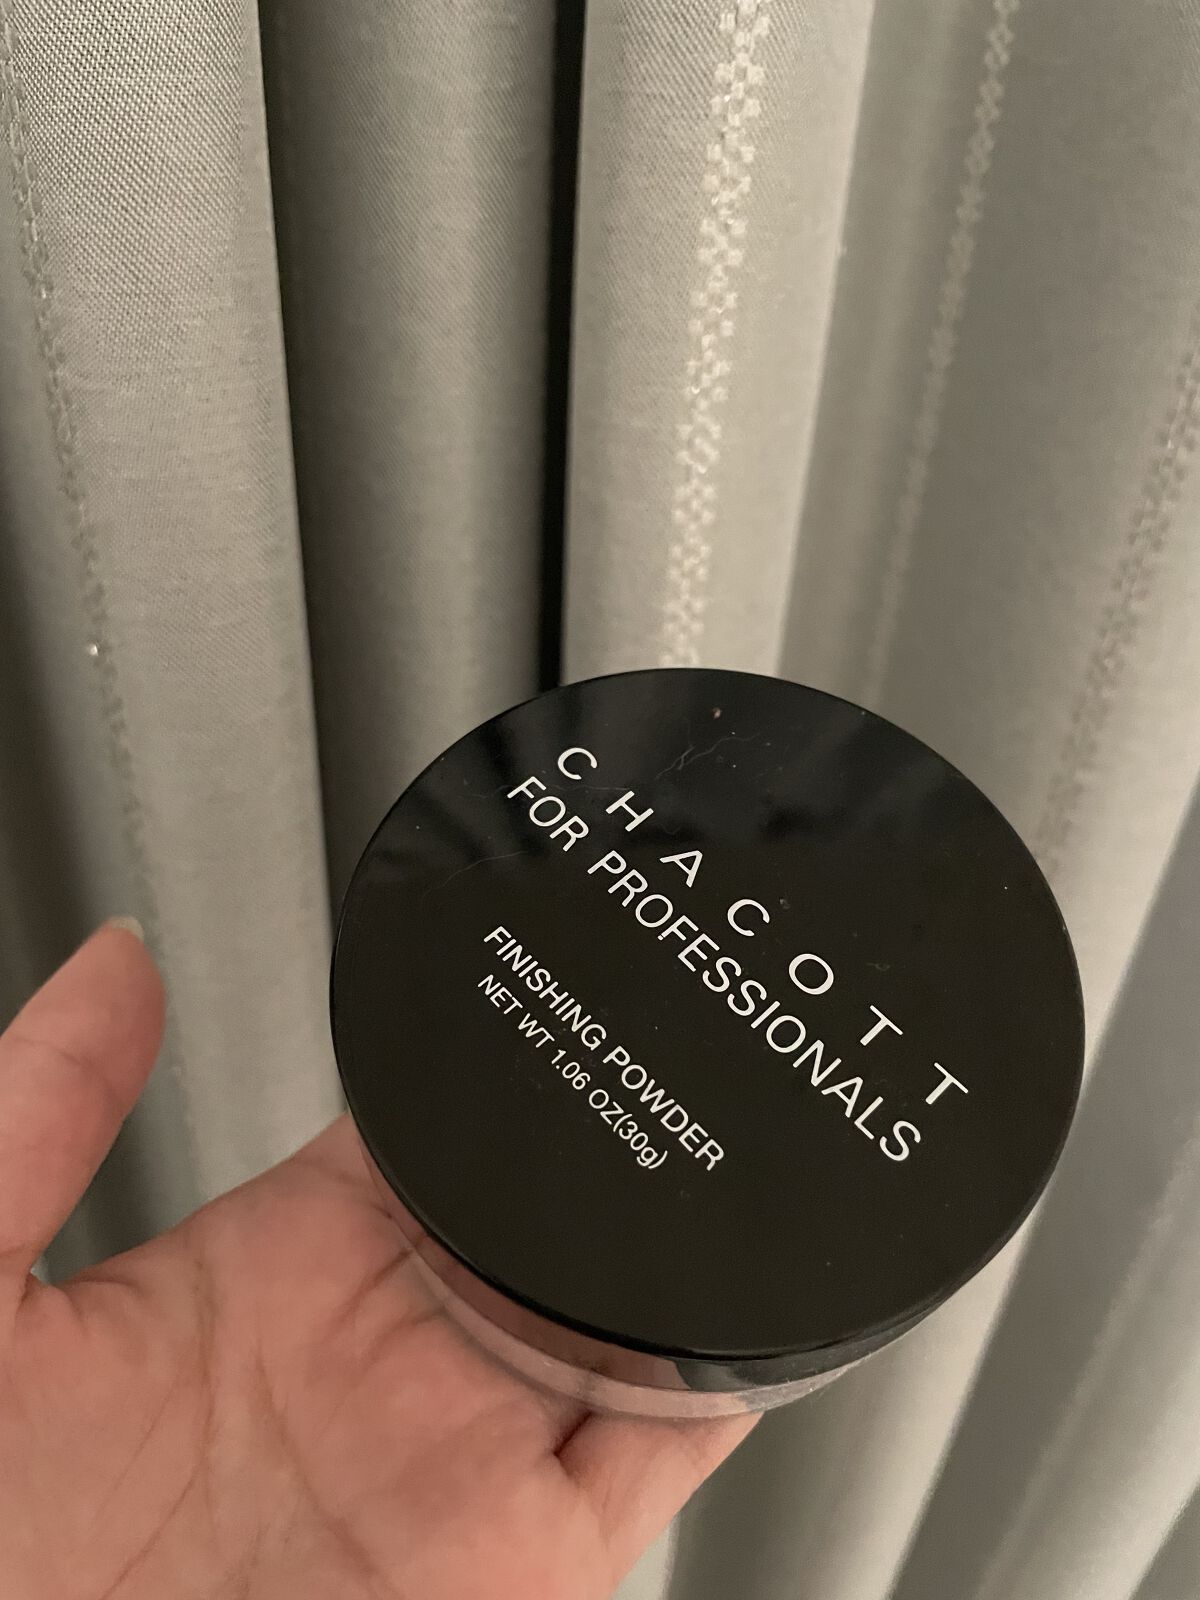 CHACOTT
FOR PROFESSIONALS
FINISHING POWDER
NET WT 1.06 OZ(30g)